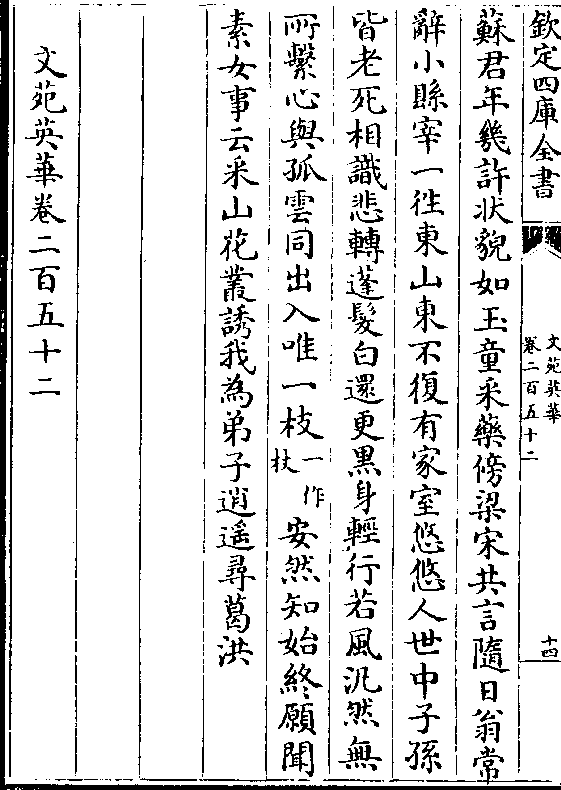 欽定四庫全書
文苑英華
卷二百五十二
十四
蘇君年幾許狀貌如玉童采藥傍梁宋共言隨日翁常
辭小縣宰一徃東山東不復有家室悠悠人世中子孫
皆老死相識悲轉蓬髮白還更黑身輕行若風汎然無
所繫心與孤雲同出入唯一枝一作杖安然知始終願聞
素女事云采山花叢誘我為弟子逍遥尋葛洪
文苑英華卷二百五十二